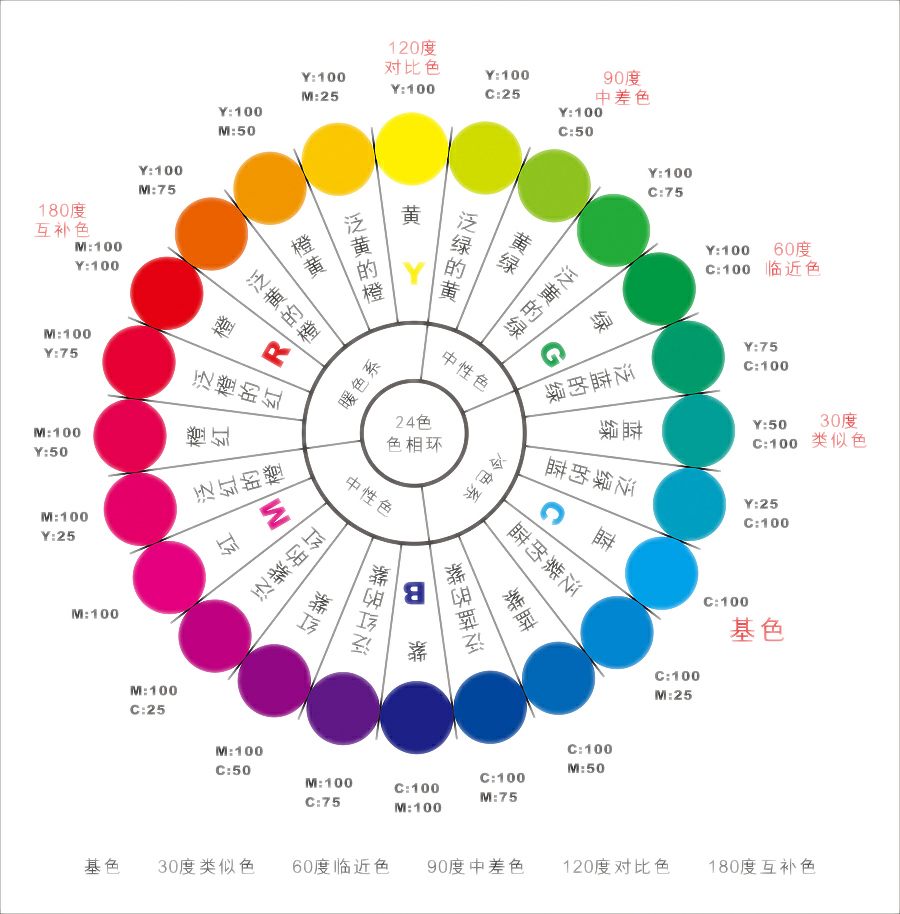 120度
对比色
Y:100
Y:100
C:25
90度
中差色
Y:100
C:50
Y:100
C:75
Y:100
C:100
60度
临近色
Y:75
C:100
30度
类似色
Y:50
C:100
Y:25
C:100
C:100
基色
C:100
M:25
C:100
M:50
C:100
M:75
C:100
M:100
M:100
C:75
M:100
C:50
M:100
C:25
M:100
M:100
Y:25
M:100
Y:50
M:100
Y:75
180度
互补色
M:100
Y:100
Y:100
M:75
Y:100
M:50
Y:100
M:25
黄
Y
泛绿的黄
黄绿
泛黄的绿
绿
G
泛蓝的绿
蓝绿
泛绿的蓝
蓝
C
泛紫的蓝
蓝紫
泛蓝的紫
紫
B
泛红的紫
红紫
泛紫的红
红
M
泛红的橙
橙红
泛橙的红
橙
R
泛黄的橙
橙黄
泛黄的橙
暖色系
中性色
冷色系
中性色
24色
色相环
基色 30度类似色 60度临近色 90度中差色 120度对比色 180度互补色